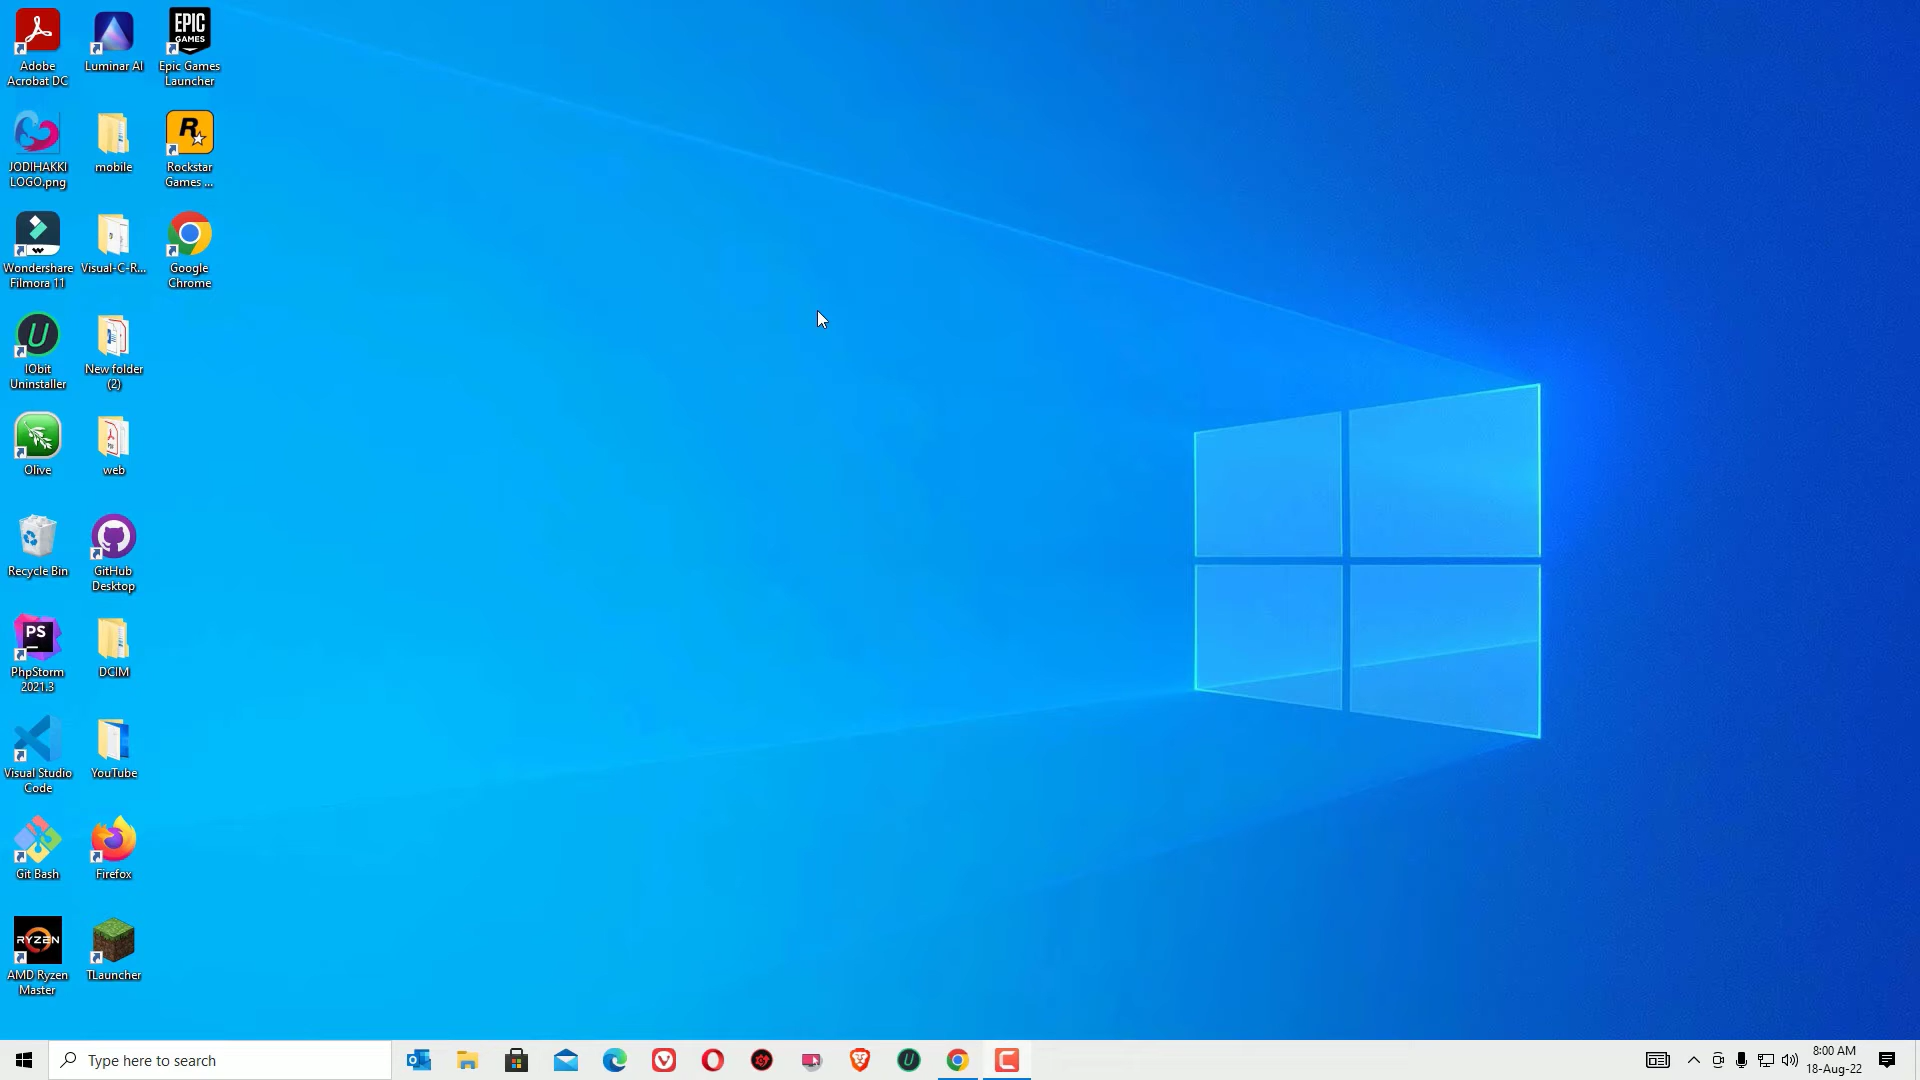 Adobe
Acrobat DC
Luminar AI
EPIC
GAMES
Epic Games
Launcher
JODIHAKKI
LOGO.png
mobile
R
Rockstar
Games ...
Wondershare
Filmora 11
Visual-C-R...
Google
Chrome
IObit
Uninstaller
New folder
(2)
Olive
web
Recycle Bin
GitHub
Desktop
PS
PhpStorm
2021.3
DCIM
Visual Studio
Code
YouTube
Git Bash
Firefox
RYZEN
AMD Ryzen
Master
TLauncher
Type here to search
8:00 AM
18-Aug-22